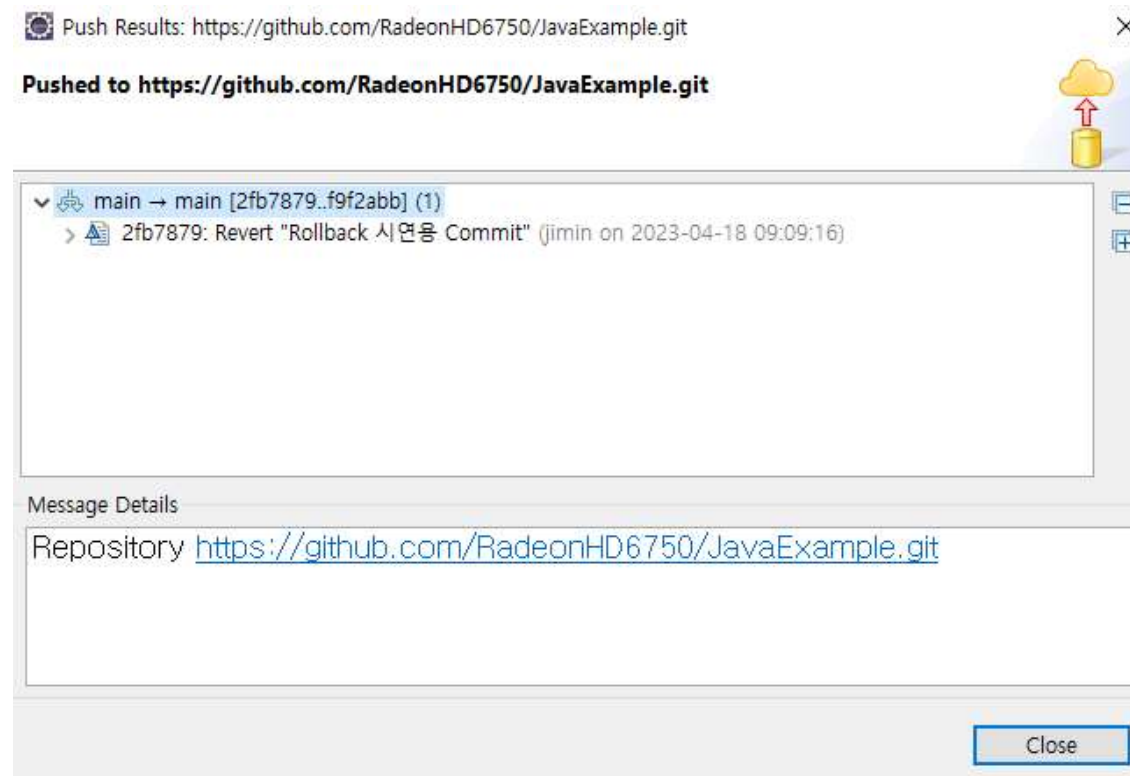 Push Results: https://github.com/RadeonHD6750/JavaExample.git
Pushed to https://github.com/RadeonHD6750/JavaExample.git
main → main [2fb7879..f9f2abb] (1)
2fb7879: Revert "Rollback 시연용 Commit" (jimin on 2023-04-18 09:09:16)
Message Details
Repository https://github.com/RadeonHD6750/JavaExample.git
Close